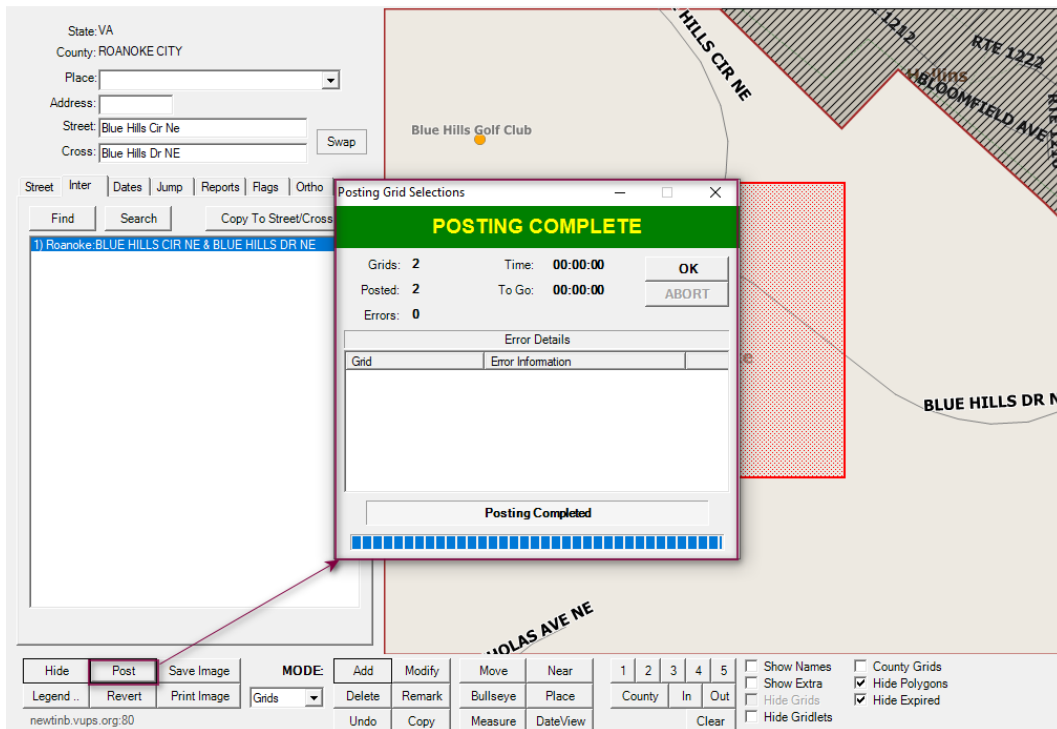 State: VA
County: ROANOKE CITY
Place:
Address:
Street: Blue Hills Cir Ne
Cross: Blue Hills Dr NE
Swap
Street Inter Dates Jump Reports Flags Ortho
Find Search Copy To Street/Cross
1) Roanoke:BLUE HILLS CIR NE & BLUE HILLS DR NE
HILLS CIR NE
Blue Hills Golf Club
RTE 1212
RTE 1222
Hollins
BLOOMFIELD AVE
BLUE HILLS DR N
HOLAS AVE NE
Posting Grid Selections
POSTING COMPLETE
Grids: 2 Time: 00:00:00 OK
Posted: 2 To Go: 00:00:00 ABORT
Errors: 0
Error Details
Grid Error Information
Posting Completed
Hide Post Save Image MODE: Add Modify Move Near 1 2 3 4 5 Show Names County Grids
Legend .. Revert Print Image Grids Delete Remark Bullseye Place County In Out Show Extra Hide Polygons
Hide Grids Hide Expired
newtinb.vups.org:80 Undo Copy Measure DateView Clear Hide Gridlets